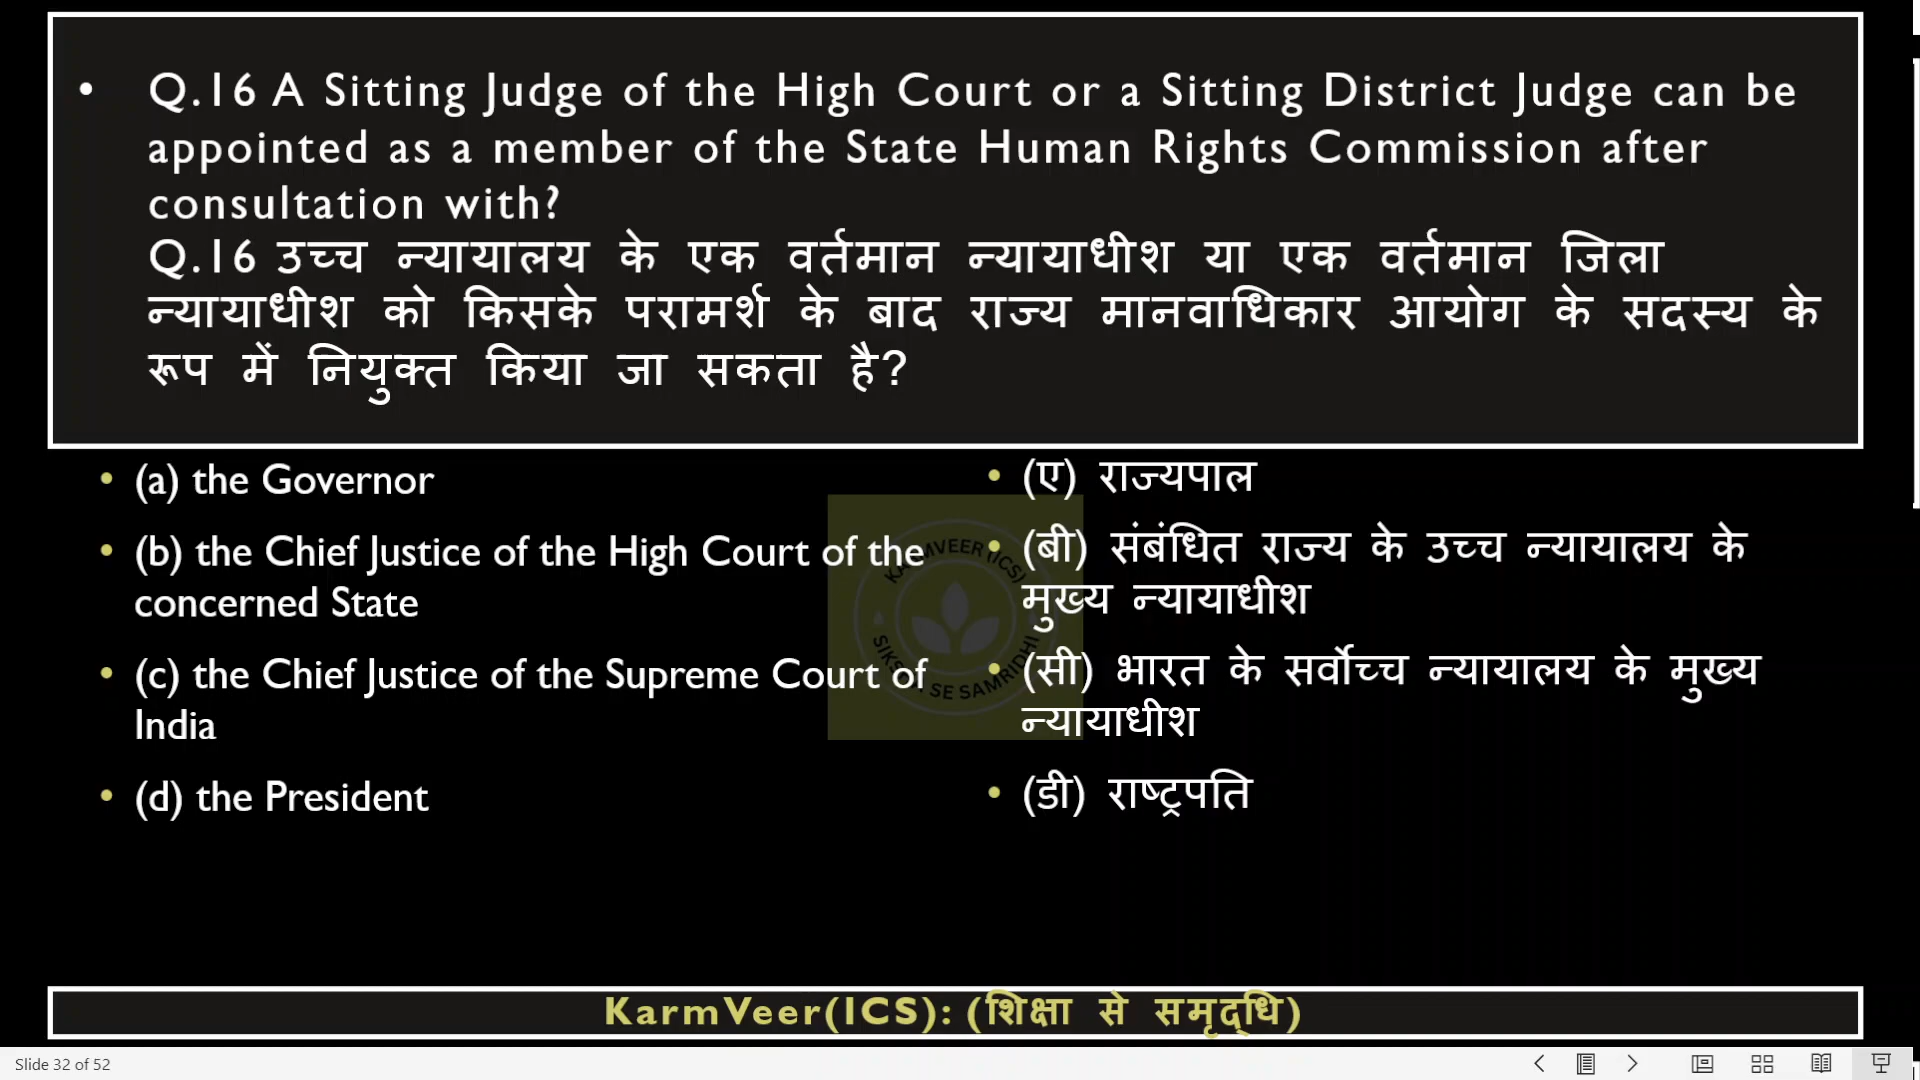 • Q.16 A Sitting Judge of the High Court or a Sitting District Judge can be
appointed as a member of the State Human Rights Commission after
consultation with?
Q.16 उच्च न्यायालय के एक वर्तमान न्यायाधीश या एक वर्तमान जिला
न्यायाधीश को किसके परामर्श के बाद राज्य मानवाधिकार आयोग के सदस्य के
रूप में नियुक्त किया जा सकता है?
• (a) the Governor
• (b) the Chief Justice of the High Court of the
concerned State
• (c) the Chief Justice of the Supreme Court of
India
• (d) the President
• (ए) राज्यपाल
• (बी) संबंधित राज्य के उच्च न्यायालय के
मुख्य न्यायाधीश
• (सी) भारत के सर्वोच्च न्यायालय के मुख्य
न्यायाधीश
• (डी) राष्ट्रपति
KARMVEER (ICS)
SE SAMRIDHI
KarmVeer(ICS): (शिक्षा से समृद्धि)
Slide 32 of 52